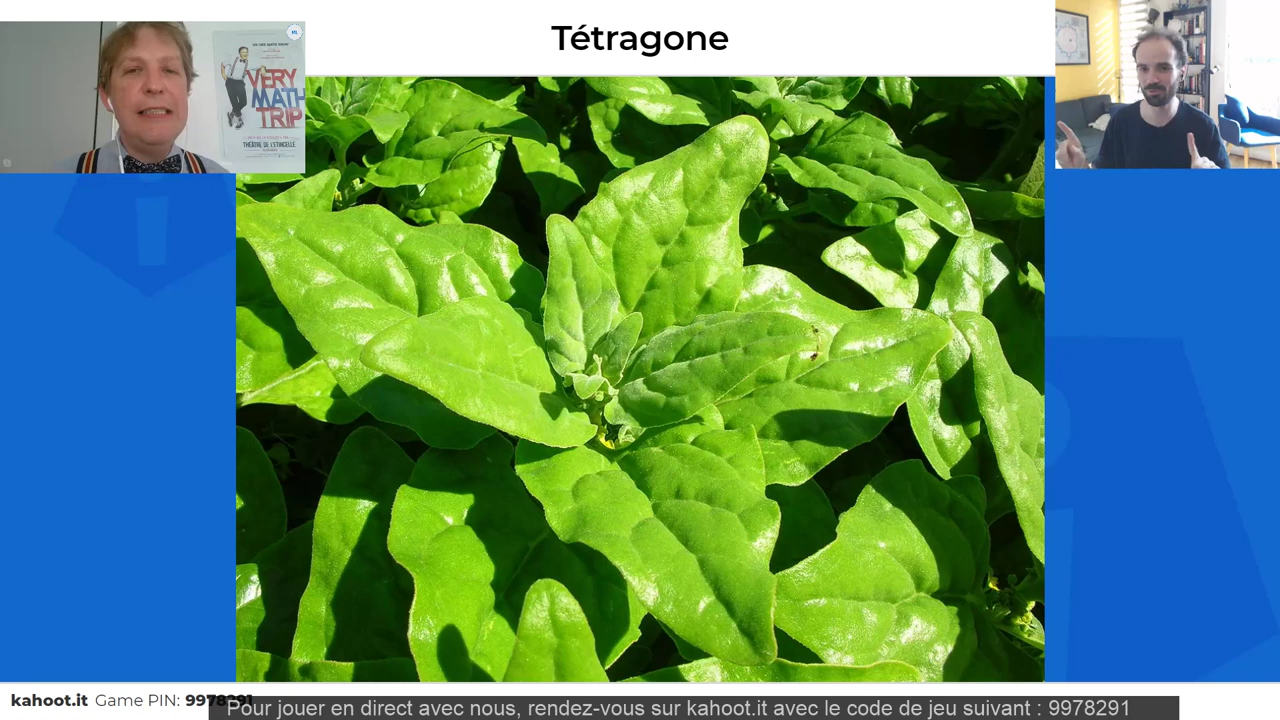 Tétragone
VERY
MATH
TRIP
THÉÂTRE DE L'ÉTINCELLE
kahoot.it Game PIN: 9978291
Pour jouer en direct avec nous, rendez-vous sur kahoot.it avec le code de jeu suivant : 9978291